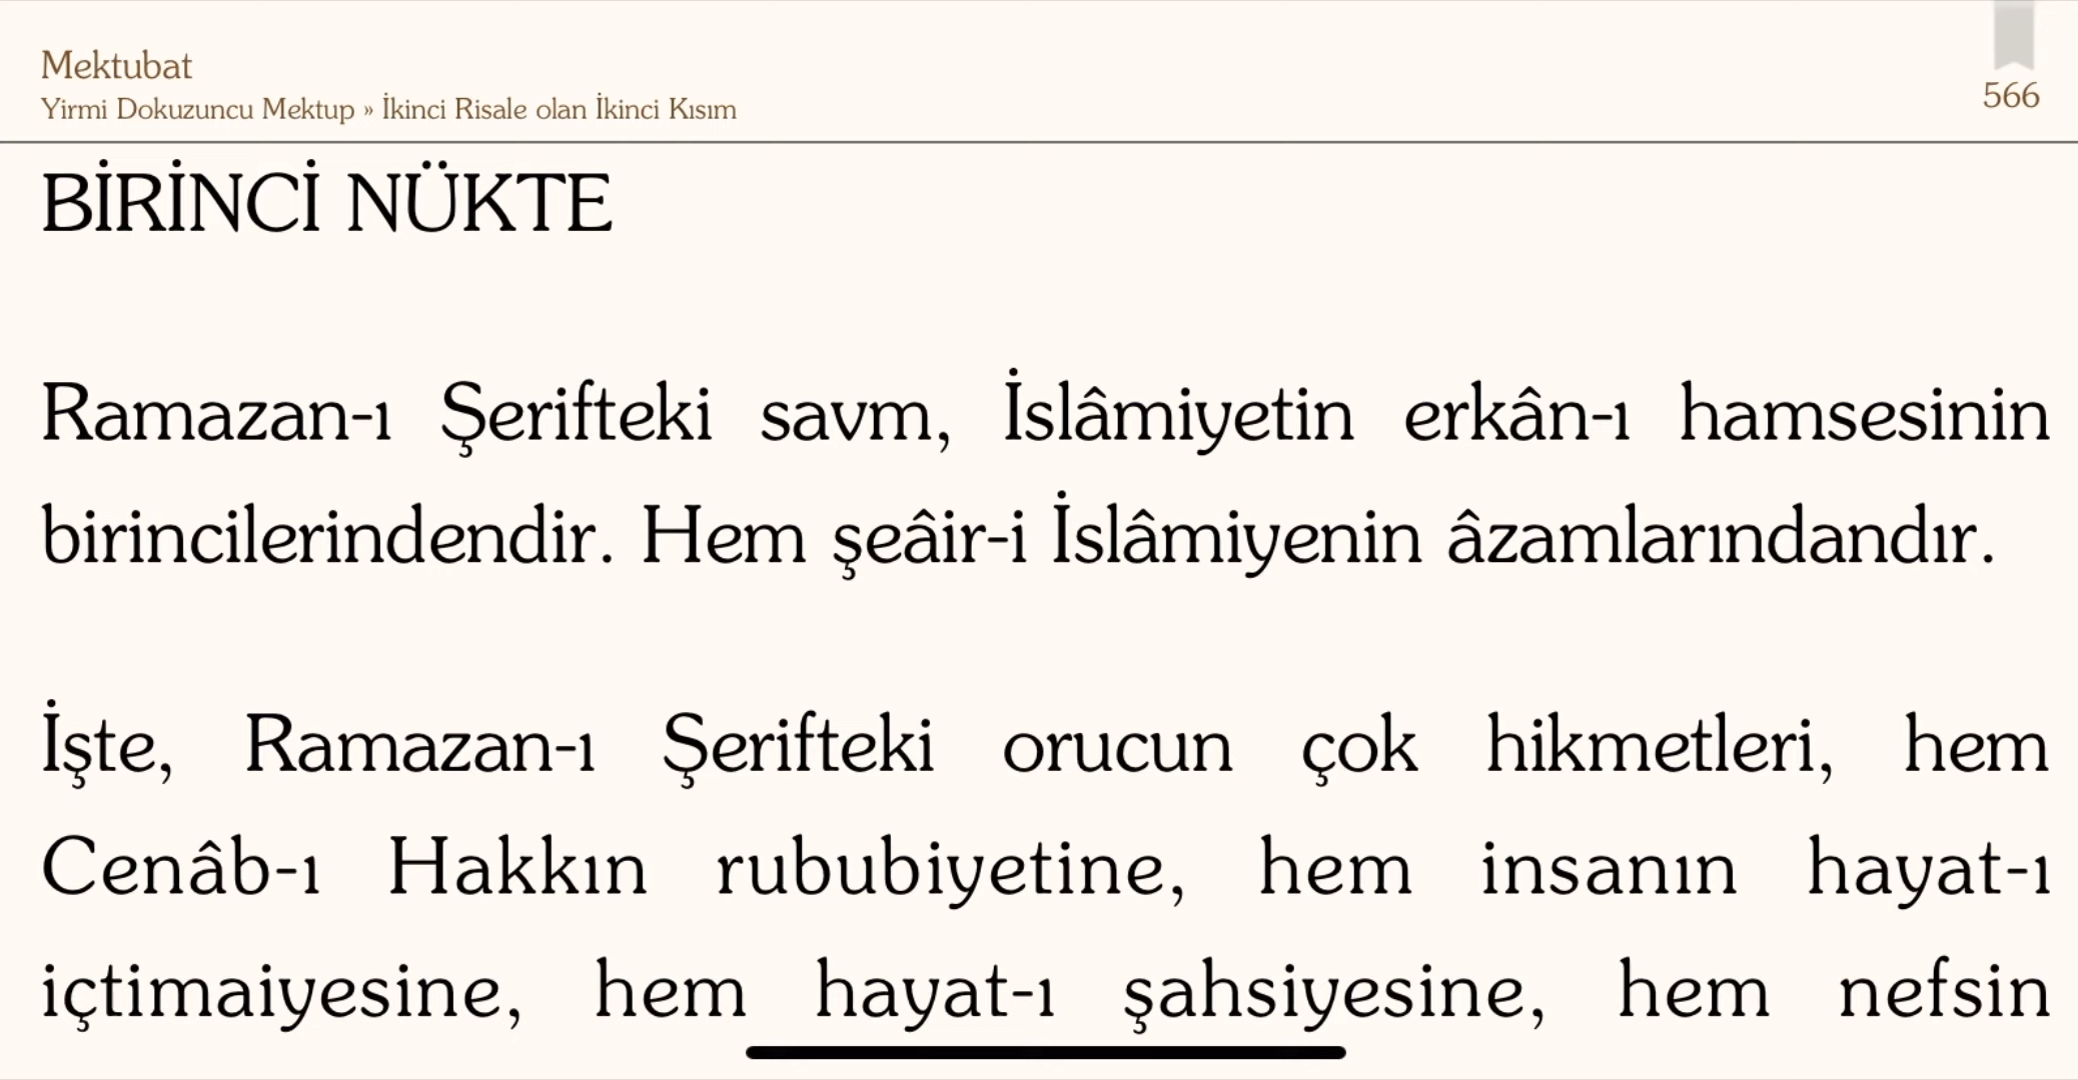 Mektubat
566
Yirmi Dokuzuncu Mektup » İkinci Risale olan İkinci Kısım
BİRİNCİ NÜKTE
Ramazan-ı Şerifteki savm, İslâmiyetin erkân-ı hamsesinin
birincilerindendir. Hem şeâir-i İslâmiyenin âzamlarındandır.
İşte, Ramazan-ı Şerifteki orucun çok hikmetleri, hem
Cenâb-ı Hakkın rububiyetine, hem insanın hayat-ı
içtimaiyesine, hem hayat-ı şahsiyesine, hem nefsin